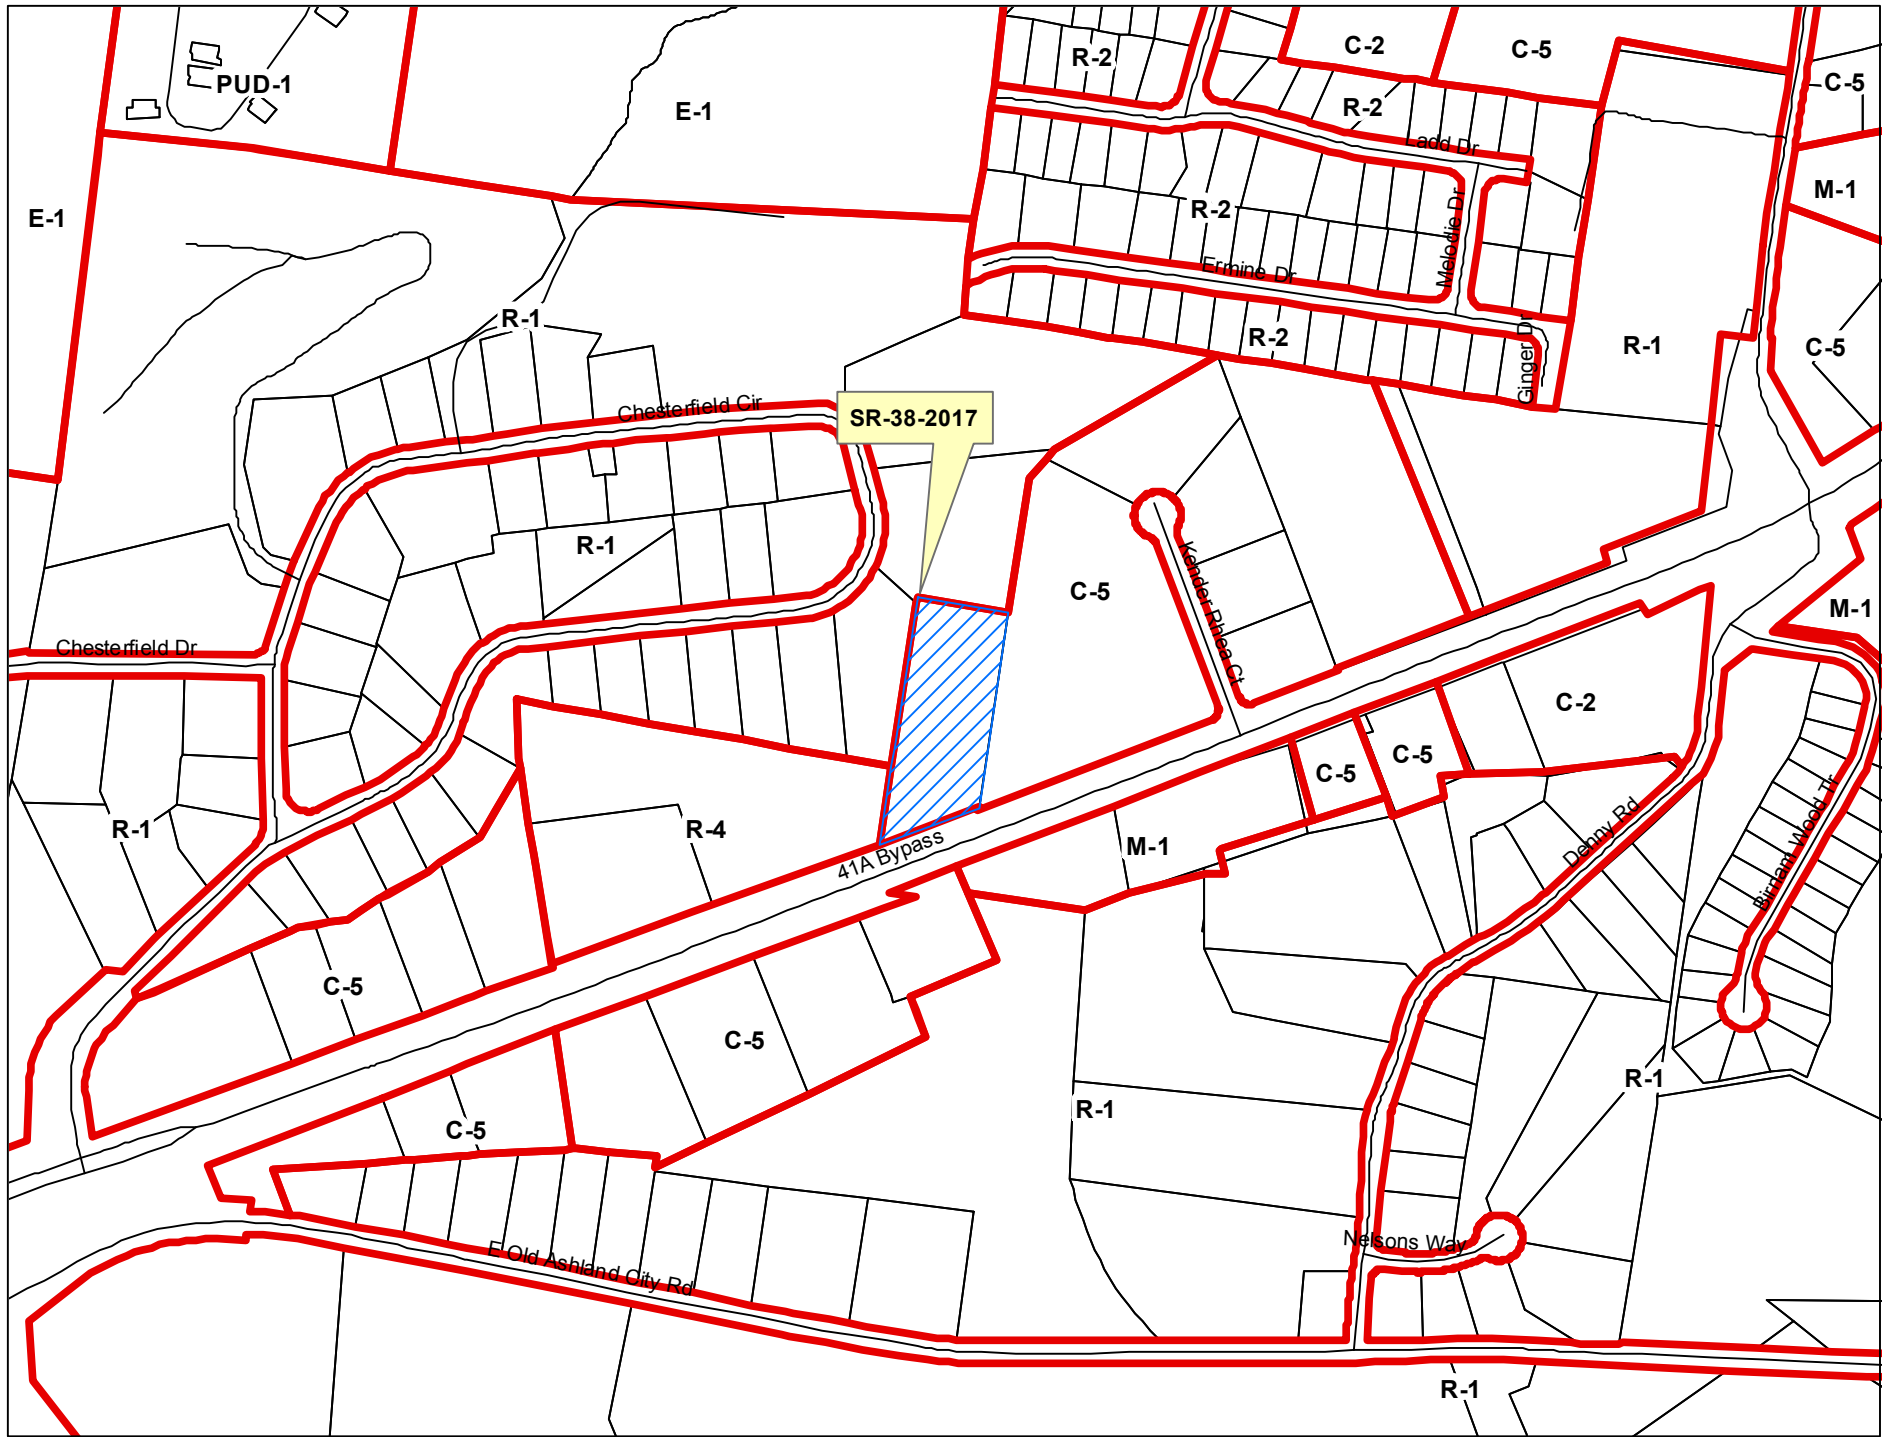 R-2
C-2
C-5
PUD-1
E-1
R-2
C-5
Ladd Dr
M-1
E-1
R-2
Melodie Dr
Ermine Dr
R-1
R-2
Ginger Dr
R-1
C-5
Chesterfield Cir
SR-38-2017
R-1
Kender Rhea Ct
C-5
M-1
Chesterfield Dr
C-2
C-5
C-5
R-1
R-4
41A Bypass
M-1
Denny Rd
Birnam Wood Tr
C-5
C-5
R-1
R-1
C-5
Nelsons Way
E Old Ashland City Rd
R-1